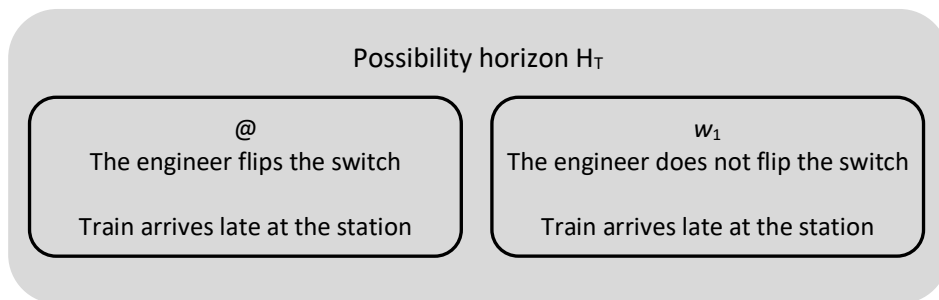 Possibility horizon H_T
@
The engineer flips the switch
Train arrives late at the station
w₁
The engineer does not flip the switch
Train arrives late at the station